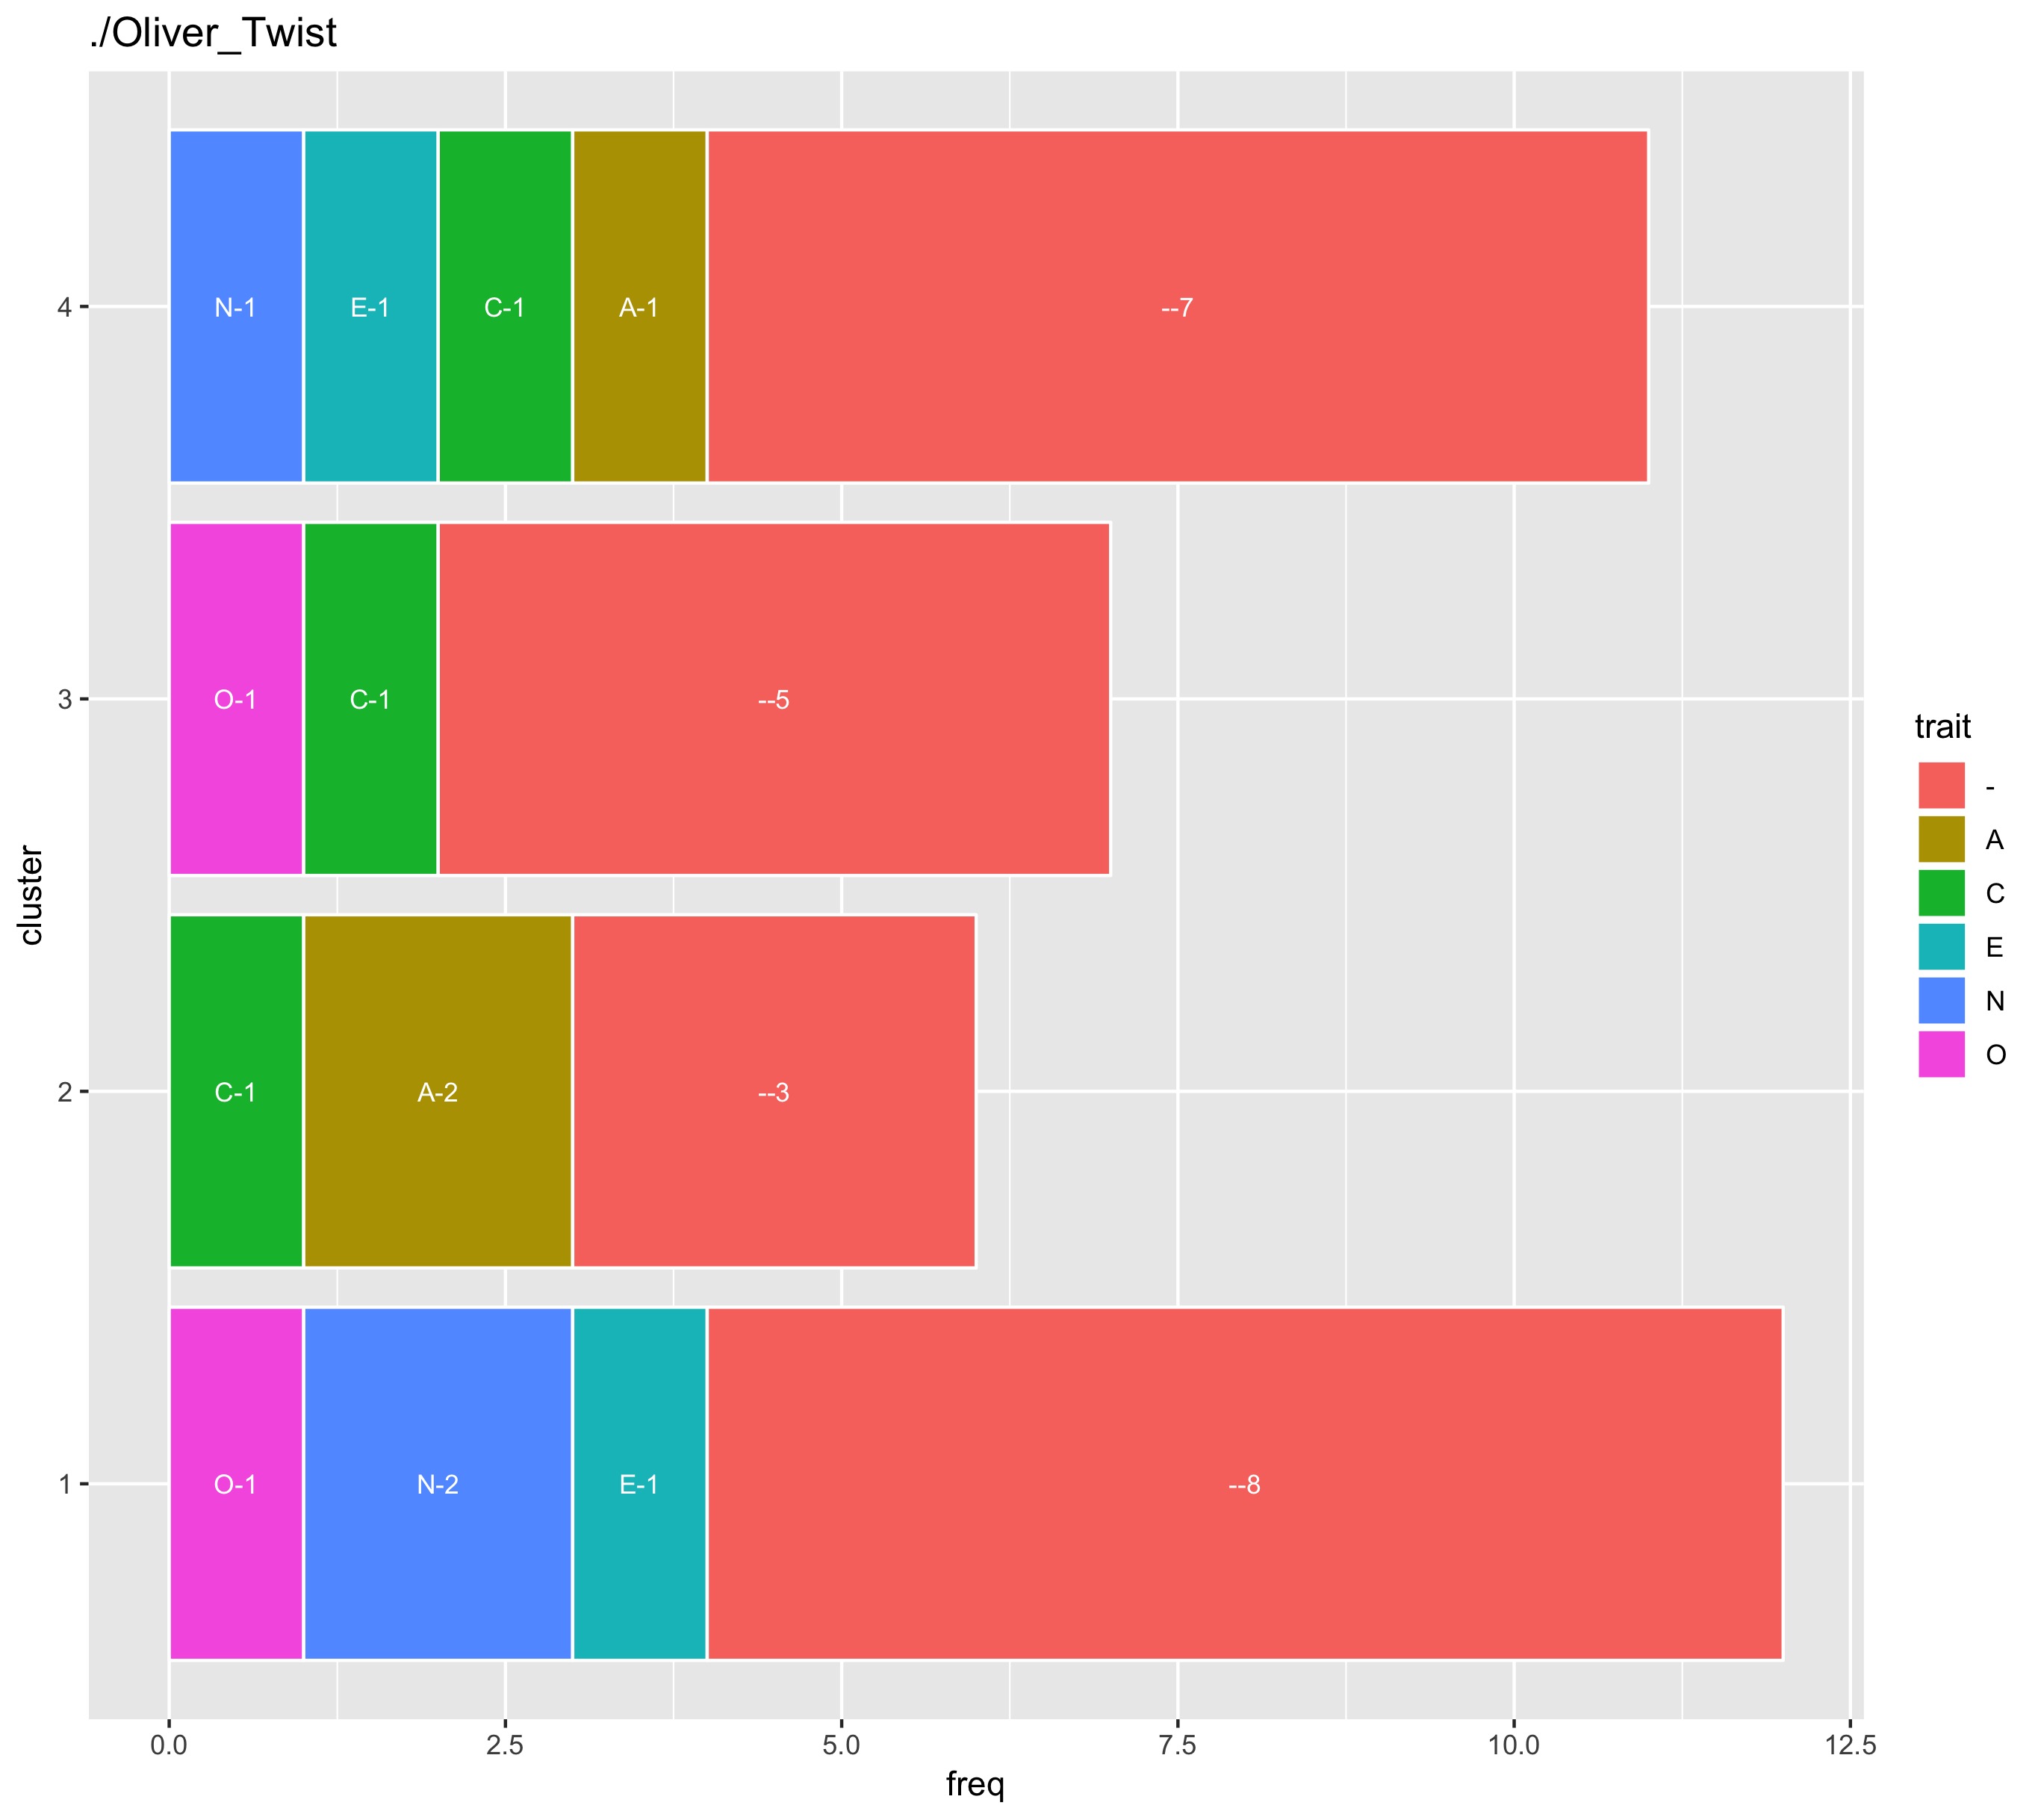 ./Oliver_Twist
4
N-1 E-1 C-1 A-1 --7
3
O-1 C-1 --5
2
C-1 A-2 --3
1
O-1 N-2 E-1 --8
cluster
0.0 2.5 5.0 7.5 10.0 12.5
freq
trait
-
A
C
E
N
O